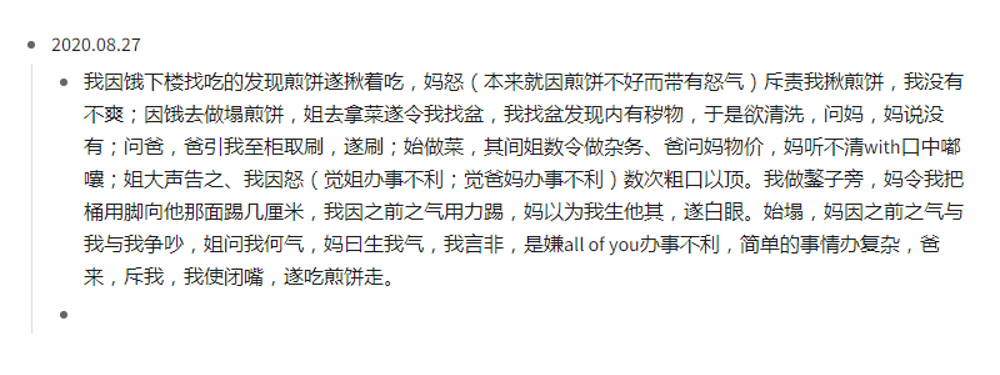 2020.08.27
我因饿下楼找吃的发现煎饼遂揪着吃，妈怒（本来就因煎饼不好而带有怒气）斥责我揪煎饼，我没有
不爽；因饿去做塌煎饼，姐去拿菜遂令我找盆，我找盆发现内有秽物，于是欲清洗，问妈，妈说没
有；问爸，爸引我至柜取刷，遂刷；始做菜，其间姐数令做杂务、爸问妈物价，妈听不清with口中嘟
囔；姐大声告之、我因怒（觉姐办事不利；觉爸妈办事不利）数次粗口以顶。我做鏊子旁，妈令我把
桶用脚向他那面踢几厘米，我因之前之气用力踢，妈以为我生他其，遂白眼。始塌，妈因之前之气与
我与我争吵，姐问我何气，妈曰生我气，我言非，是嫌all of you办事不利，简单的事情办复杂，爸
来，斥我，我使闭嘴，遂吃煎饼走。